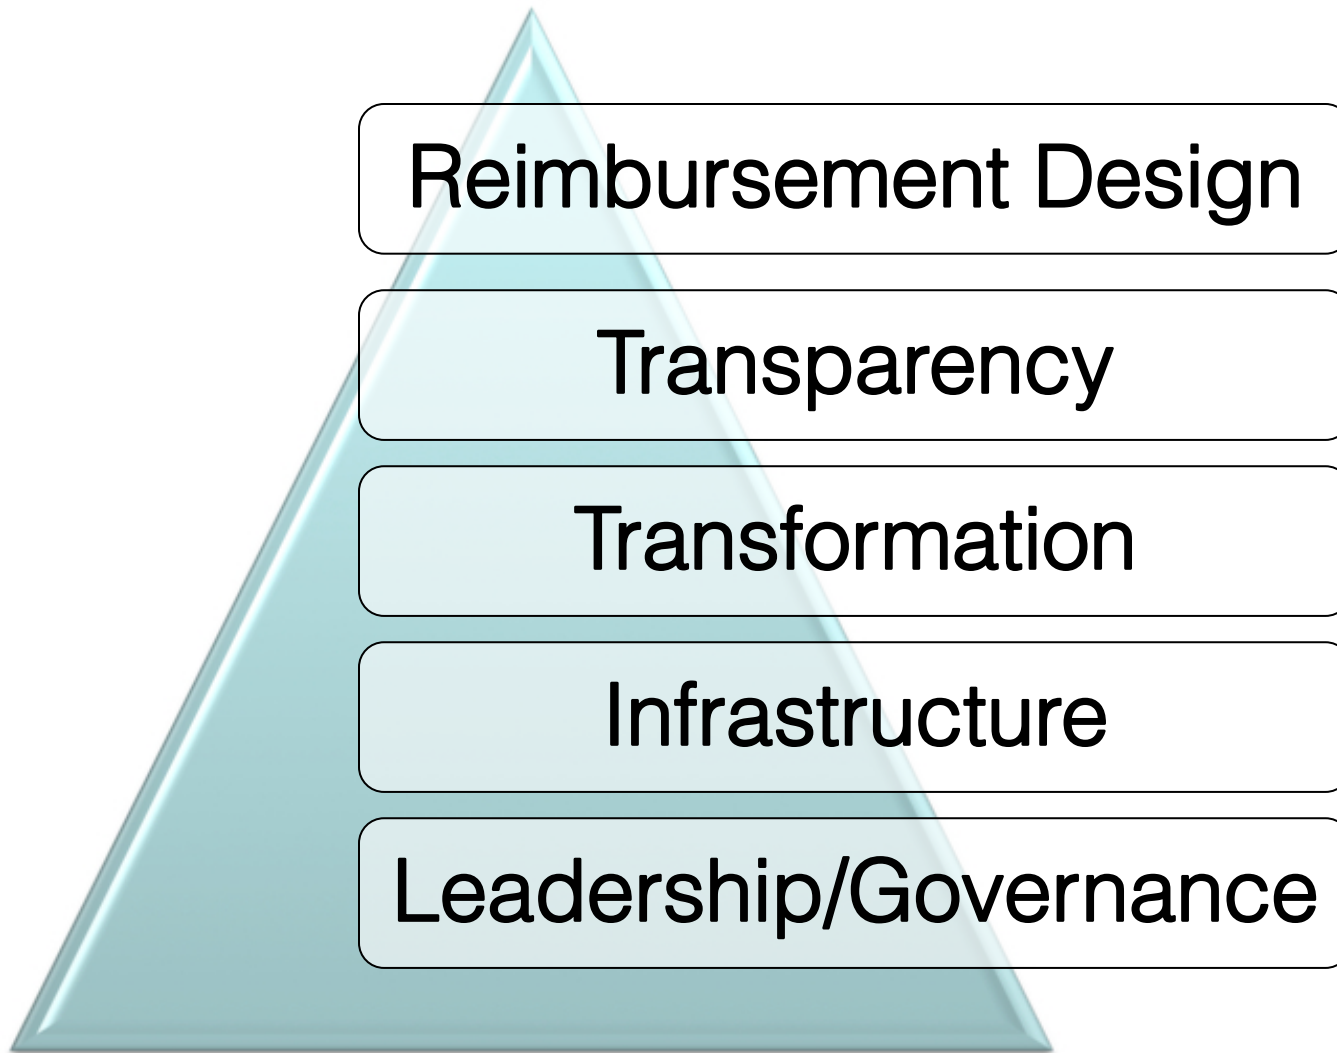 Reimbursement Design
Transparency
Transformation
Infrastructure
Leadership/Governance